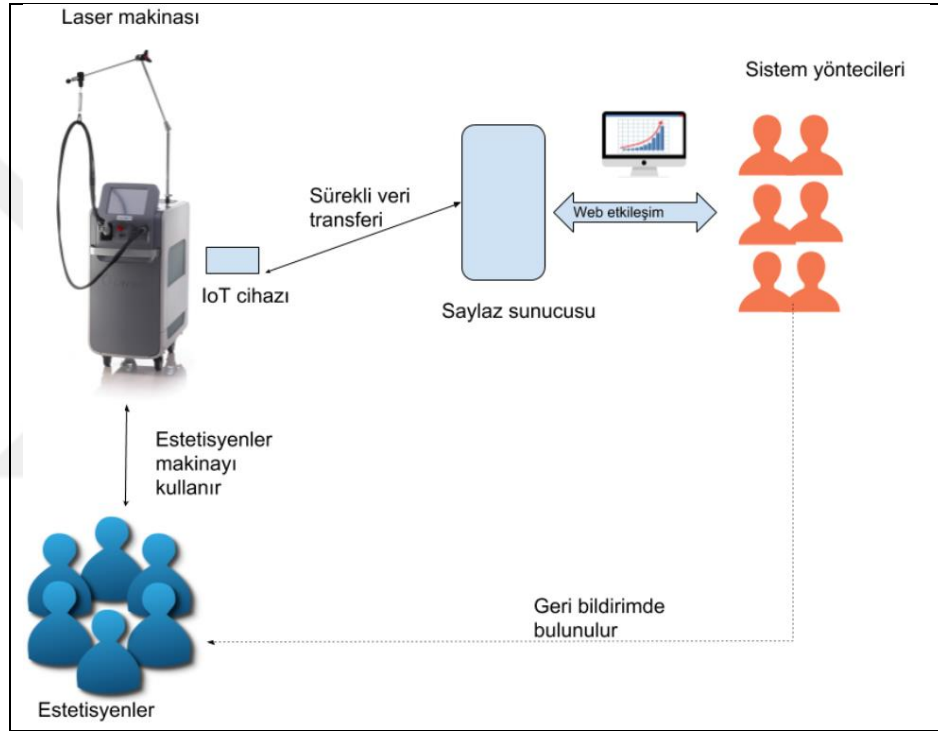 Laser makinası
Sistem yöntecileri
Sürekli veri
transferi
Web etkileşim
IoT cihazı
Saylaz sunucusu
Estetisyenler
makinayı
kullanır
Geri bildirimde
bulunulur
Estetisyenler